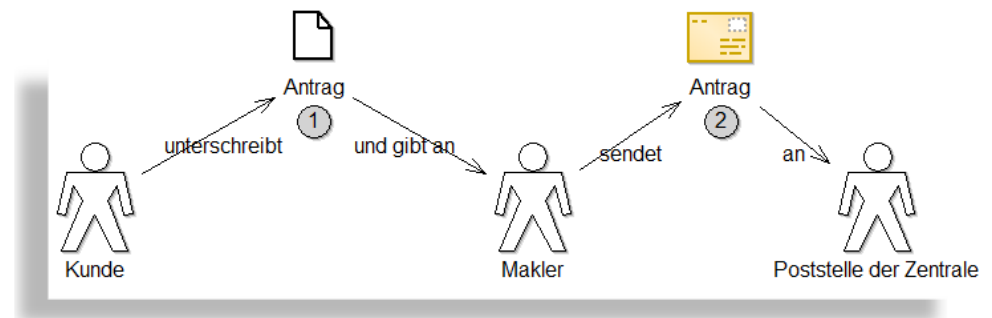 Antrag
Antrag
1
2
unterschreibt
und gibt an
sendet
an
Kunde
Makler
Poststelle der Zentrale